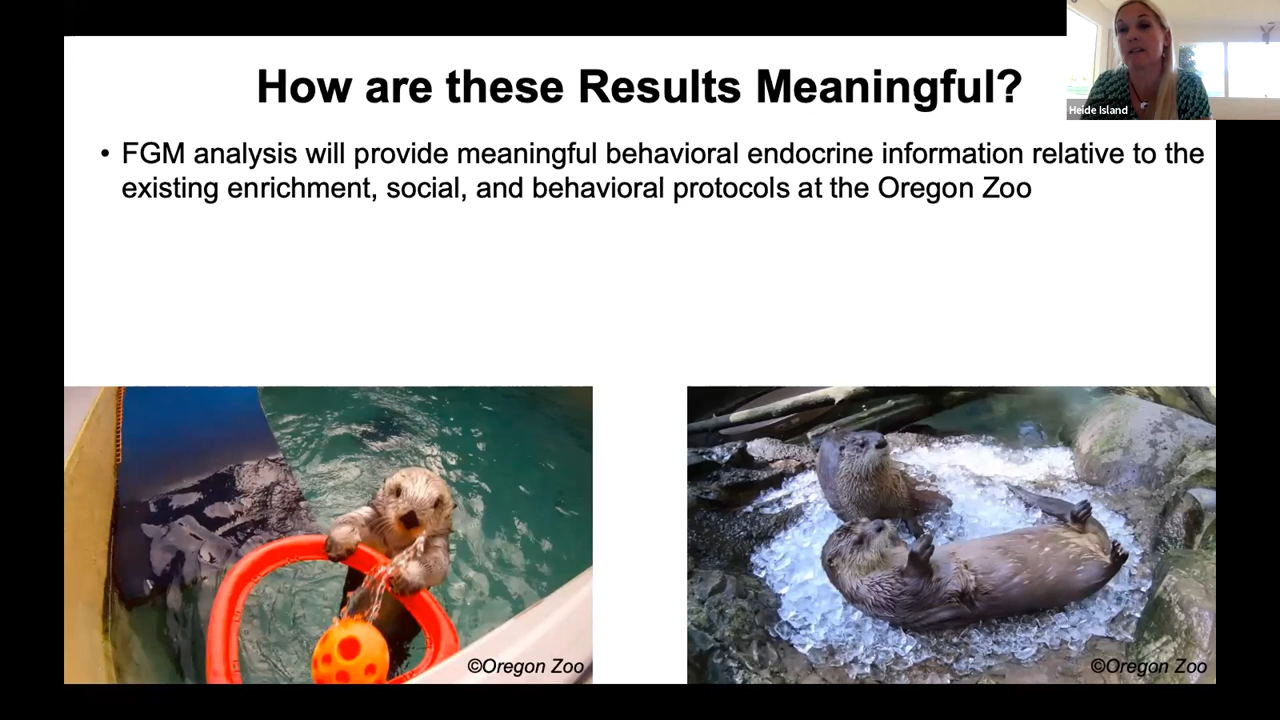 How are these Results Meaningful?
Heide Island
• FGM analysis will provide meaningful behavioral endocrine information relative to the
existing enrichment, social, and behavioral protocols at the Oregon Zoo
©Oregon Zoo
©Oregon Zoo